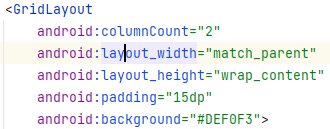 <GridLayout
android:columnCount="2"
android:layout_width="match_parent"
android:layout_height="wrap_content"
android:padding="15dp"
android:background="#DEF0F3">